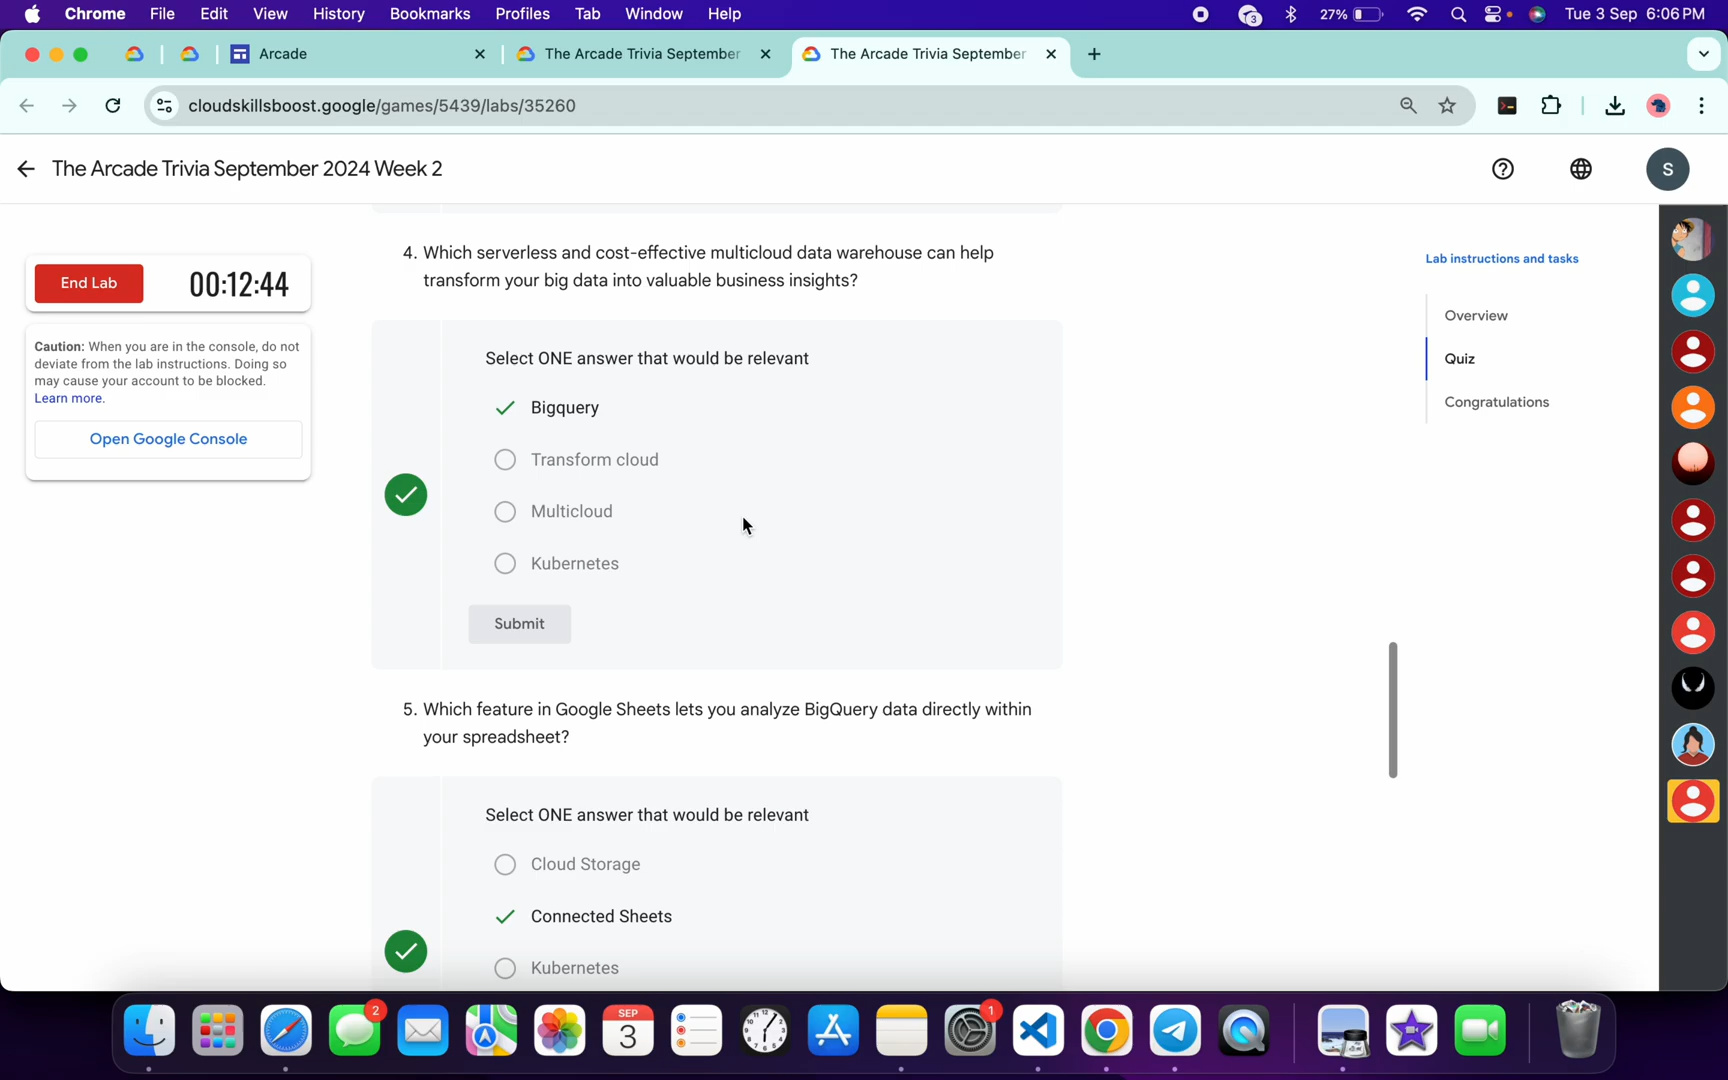 Chrome File Edit View History Bookmarks Profiles Tab Window Help 3 27% Tue 3 Sep 6:06 PM
Arcade The Arcade Trivia September The Arcade Trivia September
cloudskillsboost.google/games/5439/labs/35260
The Arcade Trivia September 2024 Week 2
S
End Lab 00:12:44
Caution: When you are in the console, do not
deviate from the lab instructions. Doing so
may cause your account to be blocked.
Learn more.
Open Google Console
4. Which serverless and cost-effective multicloud data warehouse can help
transform your big data into valuable business insights?
Select ONE answer that would be relevant
Bigquery
Transform cloud
Multicloud
Kubernetes
Submit
5. Which feature in Google Sheets lets you analyze BigQuery data directly within
your spreadsheet?
Select ONE answer that would be relevant
Cloud Storage
Connected Sheets
Kubernetes
Lab instructions and tasks
Overview
Quiz
Congratulations
2
SEP
3
1